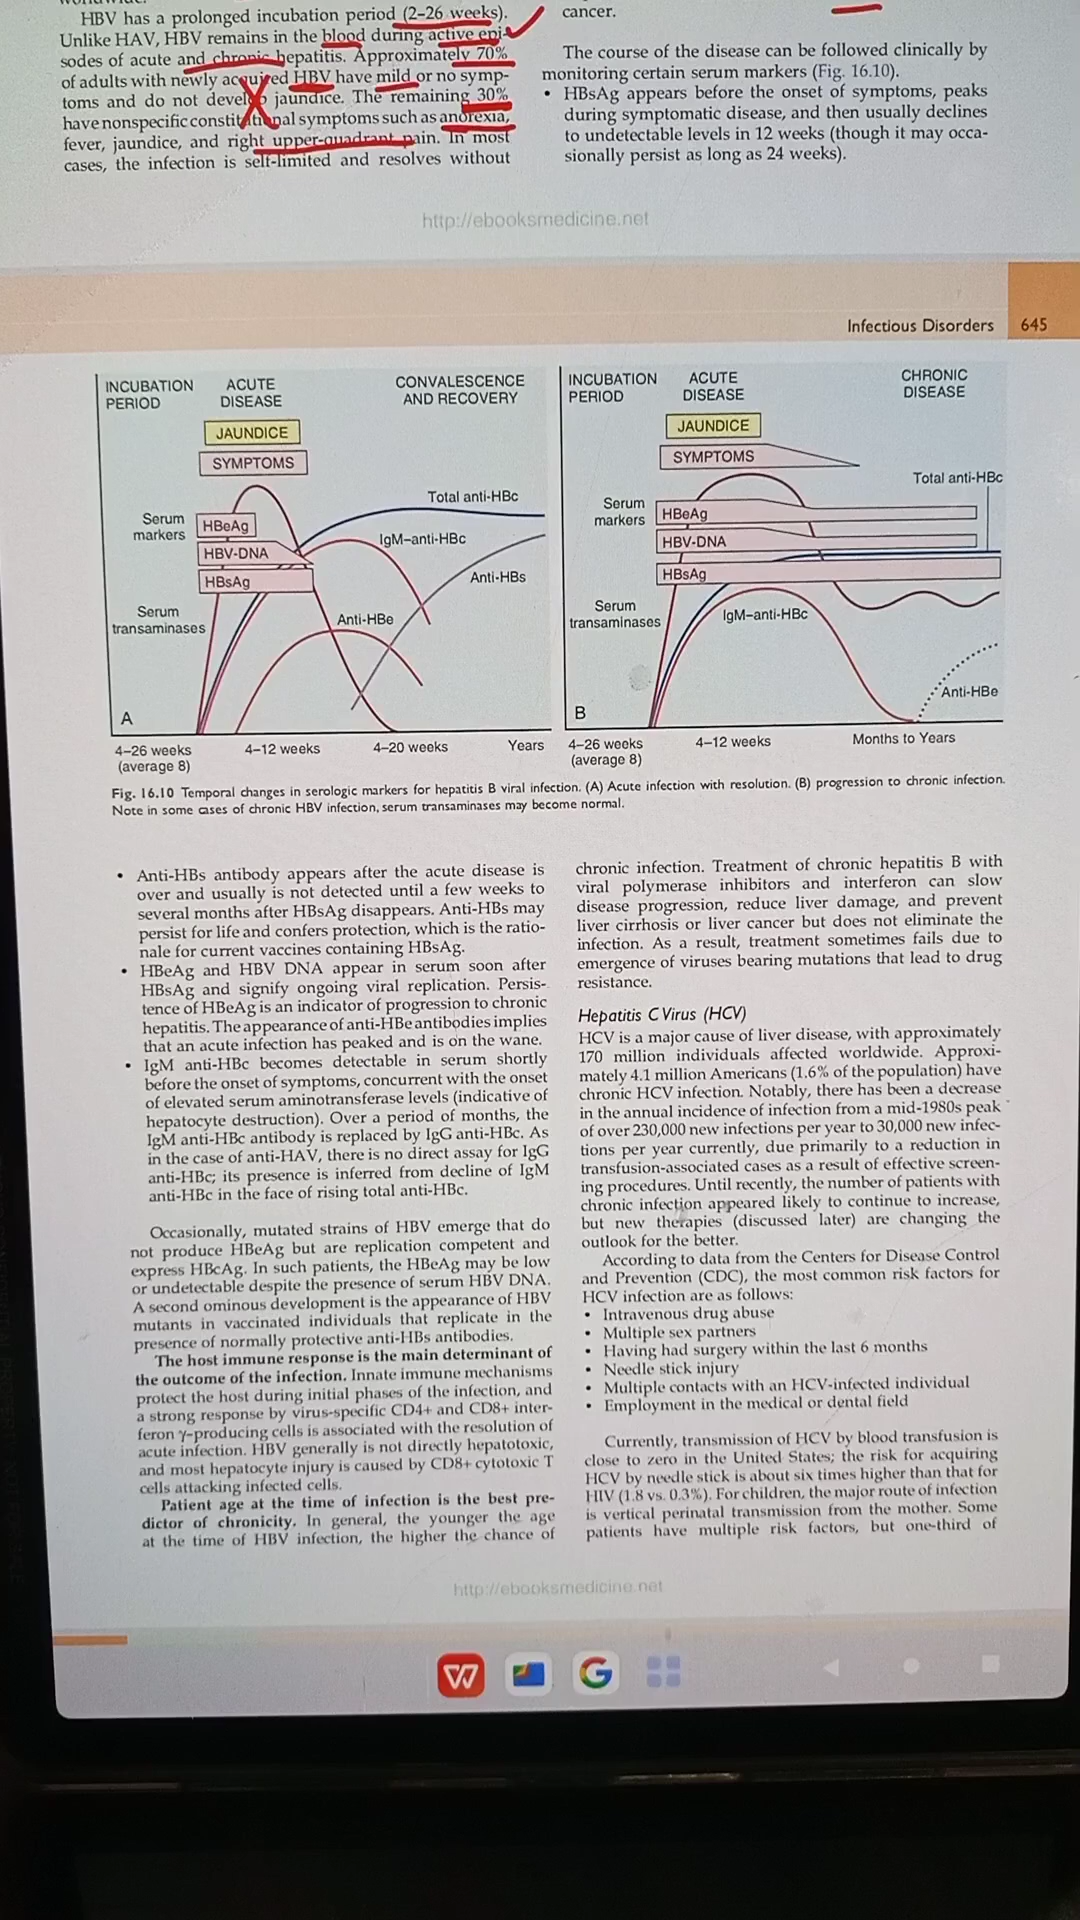 HBV has a prolonged incubation period (2–26 weeks).
Unlike HAV, HBV remains in the blood during active epi-
sodes of acute and chronic hepatitis. Approximately 70%
of adults with newly acquired HBV have mild or no symp-
toms and do not develop jaundice. The remaining 30%
have nonspecific constitutional symptoms such as anorexia,
fever, jaundice, and right upper-quadrant pain. In most
cases, the infection is self-limited and resolves without
cancer.
The course of the disease can be followed clinically by
monitoring certain serum markers (Fig. 16.10).
• HBsAg appears before the onset of symptoms, peaks
during symptomatic disease, and then usually declines
to undetectable levels in 12 weeks (though it may occa-
sionally persist as long as 24 weeks).
http://ebooksmedicine.net
Infectious Disorders 645
INCUBATION
PERIOD
ACUTE
DISEASE
CONVALESCENCE
AND RECOVERY
JAUNDICE
SYMPTOMS
Total anti-HBc
Serum
markers
HBeAg
IgM–anti-HBc
HBV-DNA
HBsAg
Anti-HBs
Serum
transaminases
Anti-HBe
A
4–26 weeks
(average 8)
4–12 weeks
4–20 weeks
Years
INCUBATION
PERIOD
ACUTE
DISEASE
CHRONIC
DISEASE
JAUNDICE
SYMPTOMS
Total anti-HBc
Serum
markers
HBeAg
HBV-DNA
HBsAg
Serum
transaminases
IgM–anti-HBc
Anti-HBe
B
4–26 weeks
(average 8)
4–12 weeks
Months to Years
Fig. 16.10 Temporal changes in serologic markers for hepatitis B viral infection. (A) Acute infection with resolution. (B) progression to chronic infection.
Note in some cases of chronic HBV infection, serum transaminases may become normal.
• Anti-HBs antibody appears after the acute disease is
over and usually is not detected until a few weeks to
several months after HBsAg disappears. Anti-HBs may
persist for life and confers protection, which is the ratio-
nale for current vaccines containing HBsAg.
• HBeAg and HBV DNA appear in serum soon after
HBsAg and signify ongoing viral replication. Persis-
tence of HBeAg is an indicator of progression to chronic
hepatitis. The appearance of anti-HBe antibodies implies
that an acute infection has peaked and is on the wane.
• IgM anti-HBc becomes detectable in serum shortly
before the onset of symptoms, concurrent with the onset
of elevated serum aminotransferase levels (indicative of
hepatocyte destruction). Over a period of months, the
IgM anti-HBc antibody is replaced by IgG anti-HBc. As
in the case of anti-HAV, there is no direct assay for IgG
anti-HBc; its presence is inferred from decline of IgM
anti-HBc in the face of rising total anti-HBc.
Occasionally, mutated strains of HBV emerge that do
not produce HBeAg but are replication competent and
express HBcAg. In such patients, the HBeAg may be low
or undetectable despite the presence of serum HBV DNA.
A second ominous development is the appearance of HBV
mutants in vaccinated individuals that replicate in the
presence of normally protective anti-HBs antibodies.
The host immune response is the main determinant of
the outcome of the infection. Innate immune mechanisms
protect the host during initial phases of the infection, and
a strong response by virus-specific CD4+ and CD8+ inter-
feron γ-producing cells is associated with the resolution of
acute infection. HBV generally is not directly hepatotoxic,
and most hepatocyte injury is caused by CD8+ cytotoxic T
cells attacking infected cells.
Patient age at the time of infection is the best pre-
dictor of chronicity. In general, the younger the age
at the time of HBV infection, the higher the chance of
chronic infection. Treatment of chronic hepatitis B with
viral polymerase inhibitors and interferon can slow
disease progression, reduce liver damage, and prevent
liver cirrhosis or liver cancer but does not eliminate the
infection. As a result, treatment sometimes fails due to
emergence of viruses bearing mutations that lead to drug
resistance.
Hepatitis C Virus (HCV)
HCV is a major cause of liver disease, with approximately
170 million individuals affected worldwide. Approxi-
mately 4.1 million Americans (1.6% of the population) have
chronic HCV infection. Notably, there has been a decrease
in the annual incidence of infection from a mid-1980s peak
of over 230,000 new infections per year to 30,000 new infec-
tions per year currently, due primarily to a reduction in
transfusion-associated cases as a result of effective screen-
ing procedures. Until recently, the number of patients with
chronic infection appeared likely to continue to increase,
but new therapies (discussed later) are changing the
outlook for the better.
According to data from the Centers for Disease Control
and Prevention (CDC), the most common risk factors for
HCV infection are as follows:
• Intravenous drug abuse
• Multiple sex partners
• Having had surgery within the last 6 months
• Needle stick injury
• Multiple contacts with an HCV-infected individual
• Employment in the medical or dental field
Currently, transmission of HCV by blood transfusion is
close to zero in the United States; the risk for acquiring
HCV by needle stick is about six times higher than that for
HIV (1.8 vs. 0.3%). For children, the major route of infection
is vertical perinatal transmission from the mother. Some
patients have multiple risk factors, but one-third of
http://ebooksmedicine.net